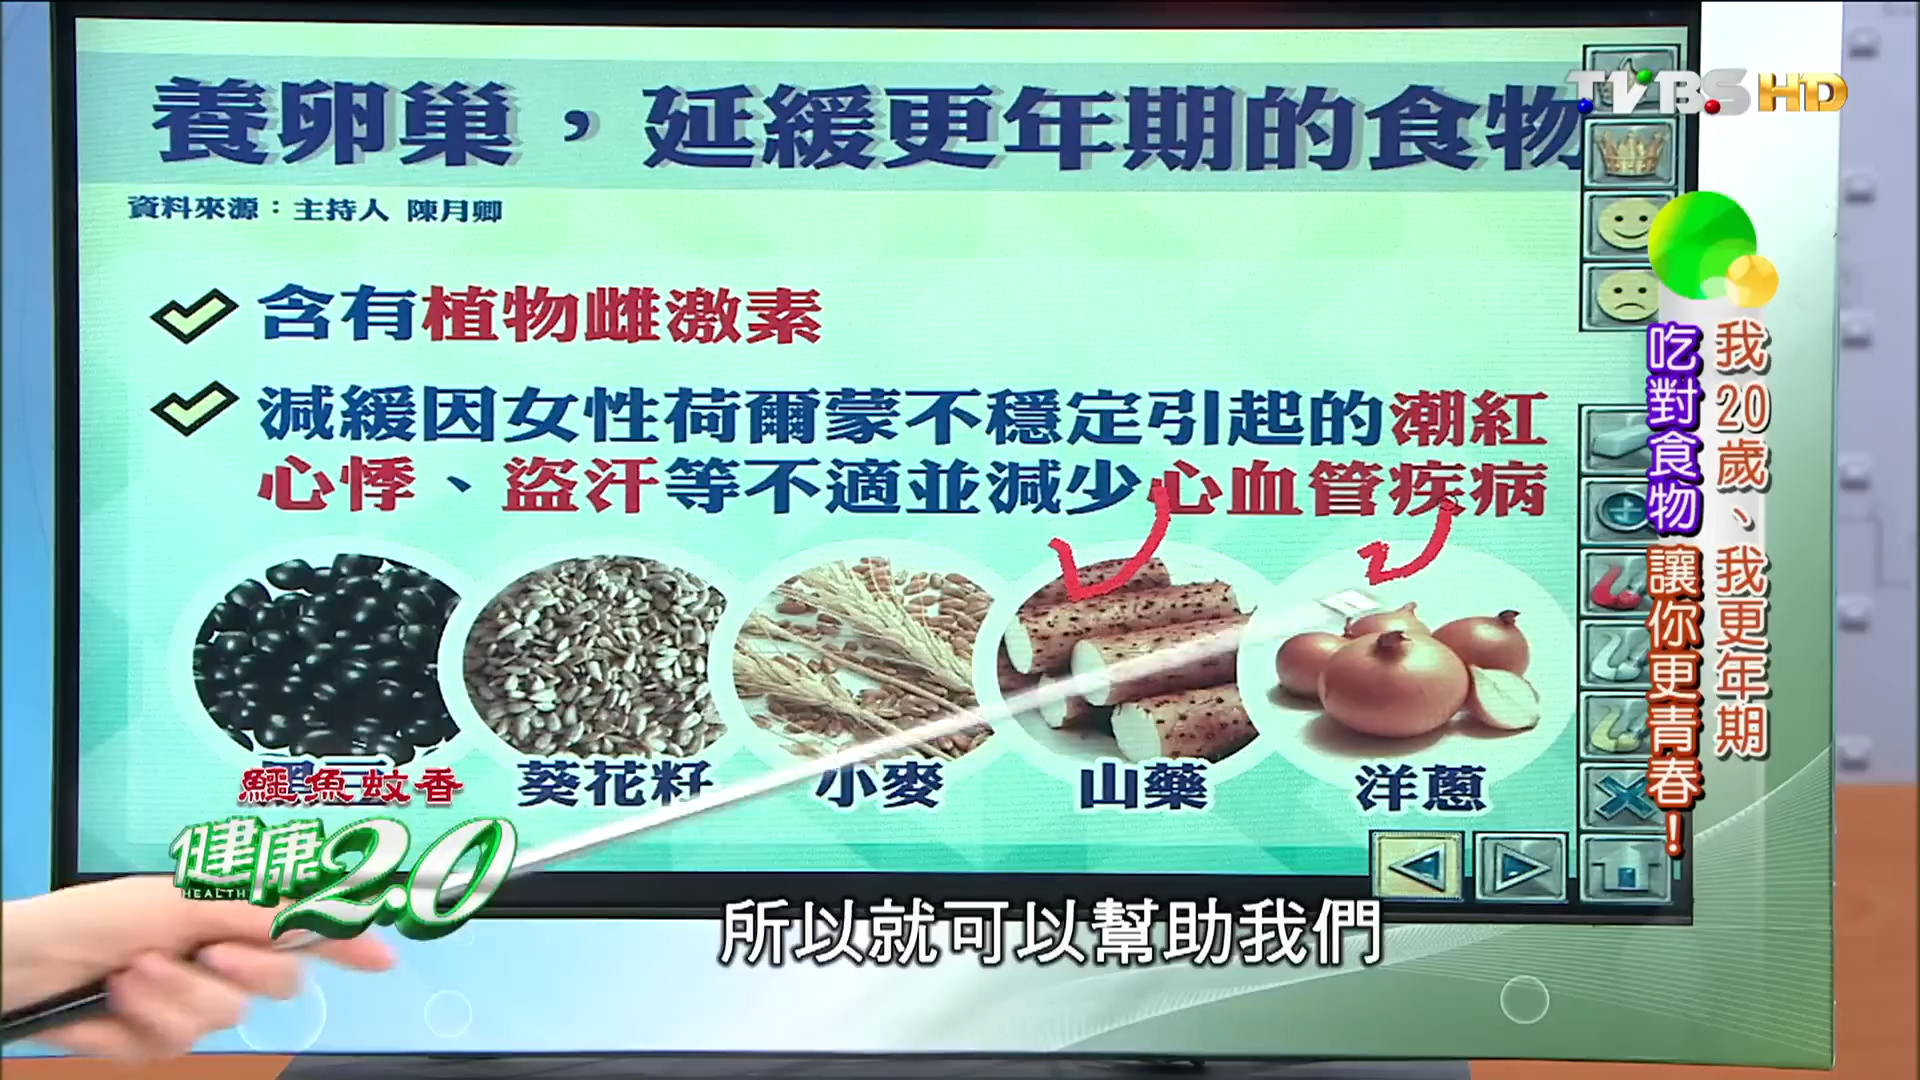 養卵巢，延緩更年期的食物
TVBS HD
資料來源：主持人 陳月卿
含有植物雌激素
減緩因女性荷爾蒙不穩定引起的潮紅
心悸、盜汗等不適並減少心血管疾病
我20歲、我更年期
吃對食物 讓你更青春！
鱷魚蚊香
葵花籽
小麥
山藥
洋蔥
健康2.0
HEALTH
所以就可以幫助我們